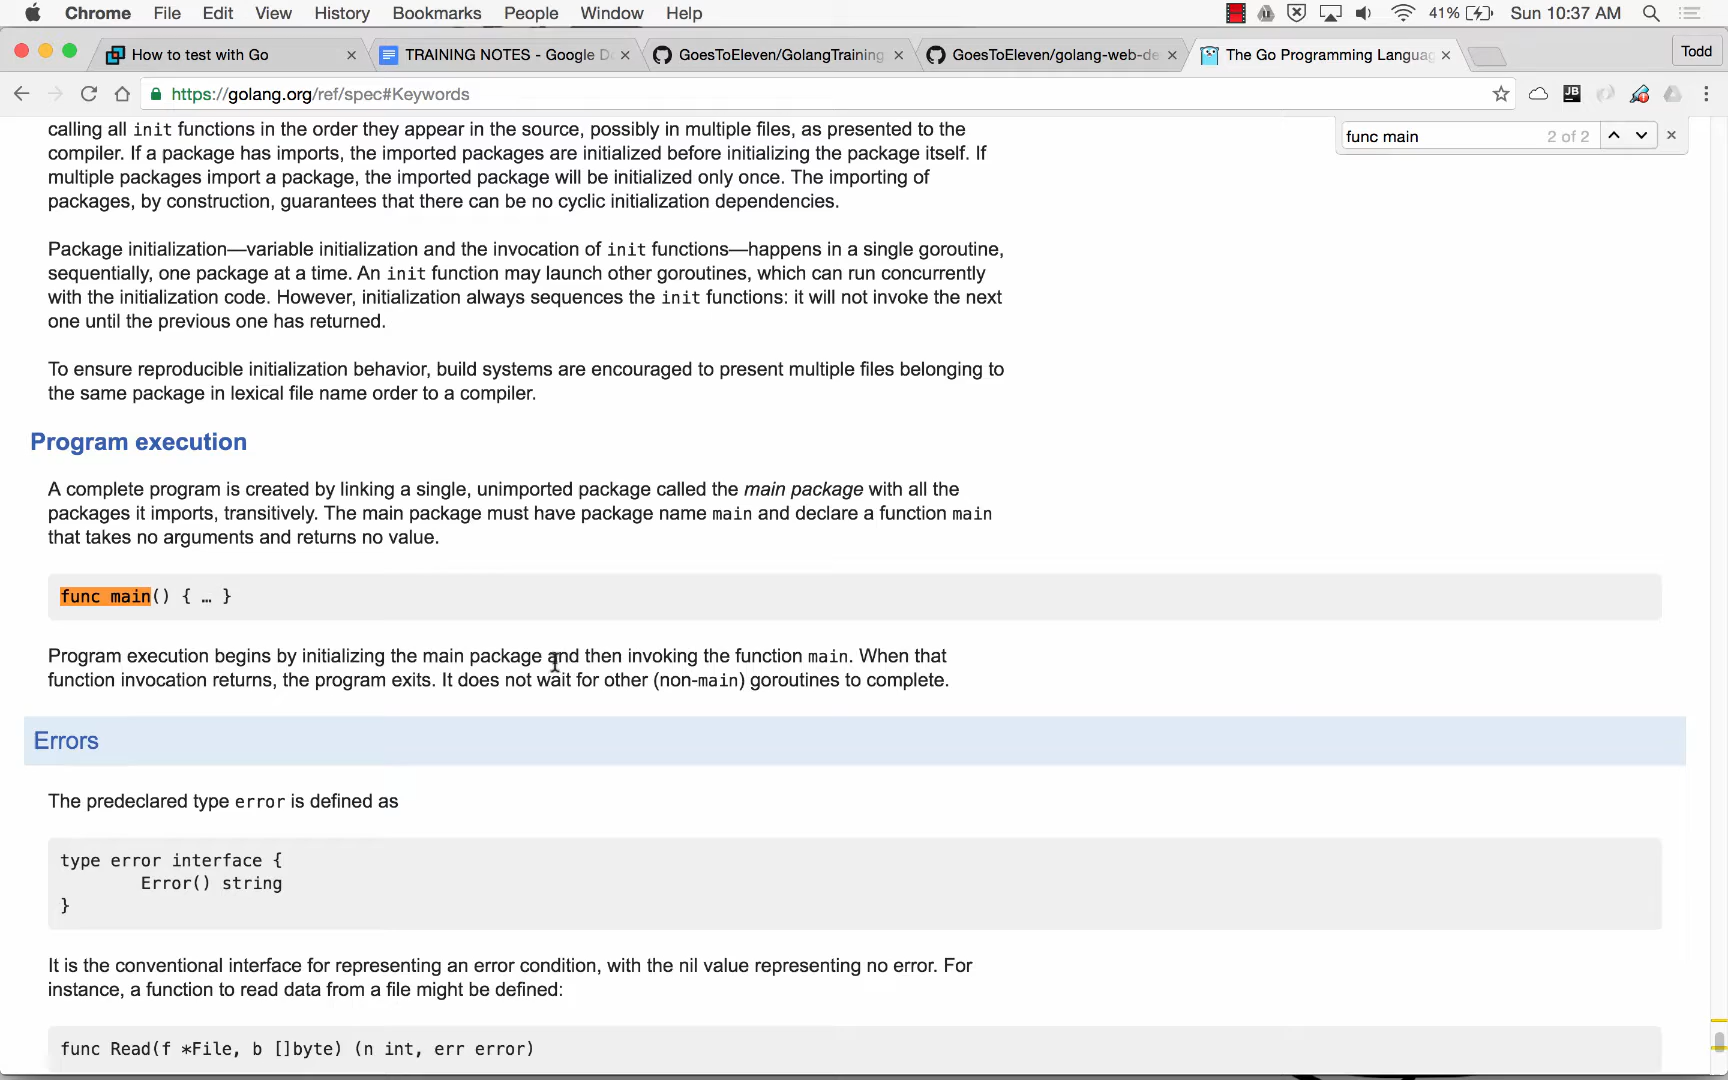 Chrome File Edit View History Bookmarks People Window Help 41% Sun 10:37 AM
How to test with Go × TRAINING NOTES - Google Do × GoesToEleven/GolangTraining × GoesToEleven/golang-web-de × The Go Programming Languag × Todd
https://golang.org/ref/spec#Keywords JB
func main 2 of 2
calling all init functions in the order they appear in the source, possibly in multiple files, as presented to the
compiler. If a package has imports, the imported packages are initialized before initializing the package itself. If
multiple packages import a package, the imported package will be initialized only once. The importing of
packages, by construction, guarantees that there can be no cyclic initialization dependencies.
Package initialization—variable initialization and the invocation of init functions—happens in a single goroutine,
sequentially, one package at a time. An init function may launch other goroutines, which can run concurrently
with the initialization code. However, initialization always sequences the init functions: it will not invoke the next
one until the previous one has returned.
To ensure reproducible initialization behavior, build systems are encouraged to present multiple files belonging to
the same package in lexical file name order to a compiler.
Program execution
A complete program is created by linking a single, unimported package called the main package with all the
packages it imports, transitively. The main package must have package name main and declare a function main
that takes no arguments and returns no value.
func main() { … }
Program execution begins by initializing the main package and then invoking the function main. When that
function invocation returns, the program exits. It does not wait for other (non-main) goroutines to complete.
Errors
The predeclared type error is defined as
type error interface {
Error() string
}
It is the conventional interface for representing an error condition, with the nil value representing no error. For
instance, a function to read data from a file might be defined:
func Read(f *File, b []byte) (n int, err error)